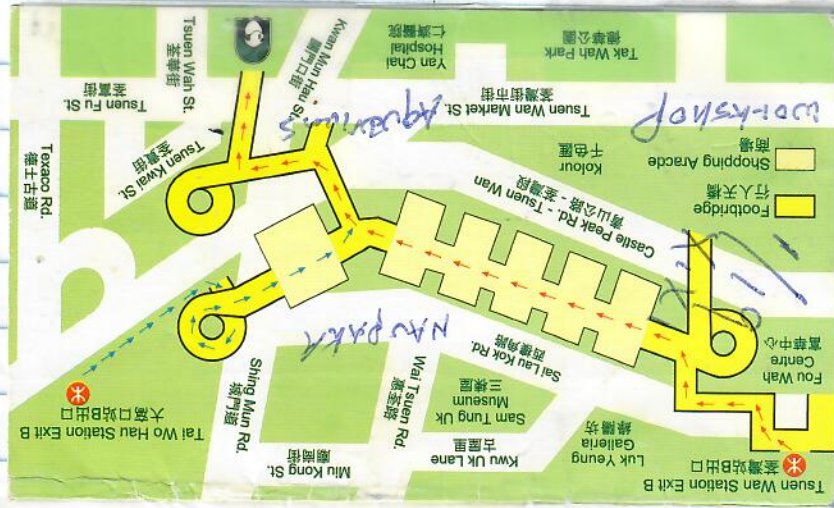 Tsuen Wan Station Exit B
荃灣站B出口
Luk Yeung
Galleria
綠陽坊
Kwu Uk Lane
古屋里
Miu Kong St.
廟崗街
Tai Wo Hau Station Exit B
大窩口站B出口
Sam Tung Uk
Museum
三棟屋
Wai Tsuen Rd.
惠荃路
Shing Mun Rd.
城門道
Fou Wah
Centre
富華中心
Sai Lau Kok Rd.
西樓角路
Castle Peak Rd. - Tsuen Wan
青山公路 - 荃灣段
Footbridge
行人天橋
Shopping Aracde
商場
Kolour
千色匯
Tsuen Kwai St.
荃貴街
Texaco Rd.
德士古道
workshop
Aquariums
Tsuen Wan Market St.
荃灣街市街
Tsuen Fu St.
荃富街
Tak Wah Park
德華公園
Yan Chai
Hospital
仁濟醫院
Kwan Mun Hau St.
關門口街
Tsuen Wah St.
荃華街